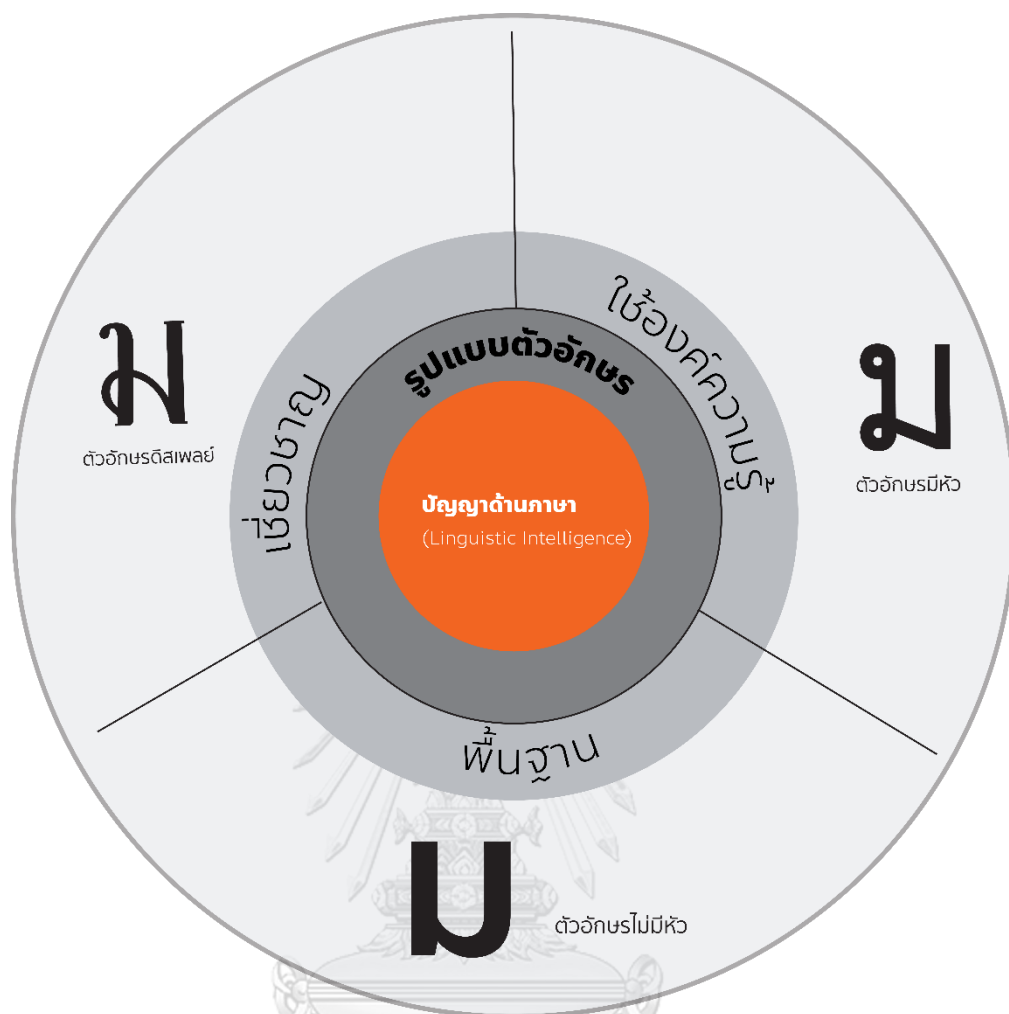 รูปแบบตัวอักษร
ปัญญาด้านภาษา
(Linguistic Intelligence)
ใช้องค์ความรู้
ม
ตัวอักษรมีหัว
เชี่ยวชาญ
ม
ตัวอักษรดิสเพลย์
พื้นฐาน
ม
ตัวอักษรไม่มีหัว